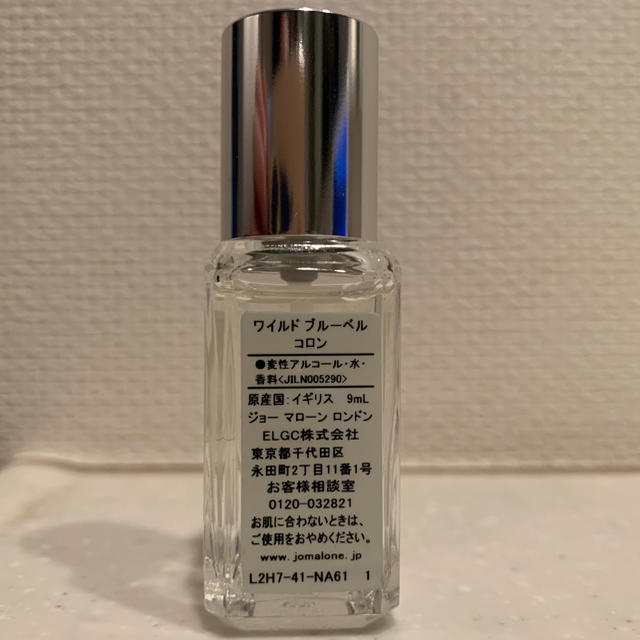 ワイルド ブルーベル
コロン
●変性アルコール・水・
香料<JILN005290>
原産国：イギリス 9mL
ジョー マローン ロンドン
ELGC株式会社
東京都千代田区
永田町2丁目11番1号
お客様相談室
0120-032821
お肌に合わないときは、
ご使用をおやめください。
www.jomalone.jp
L2H7-41-NA61 1